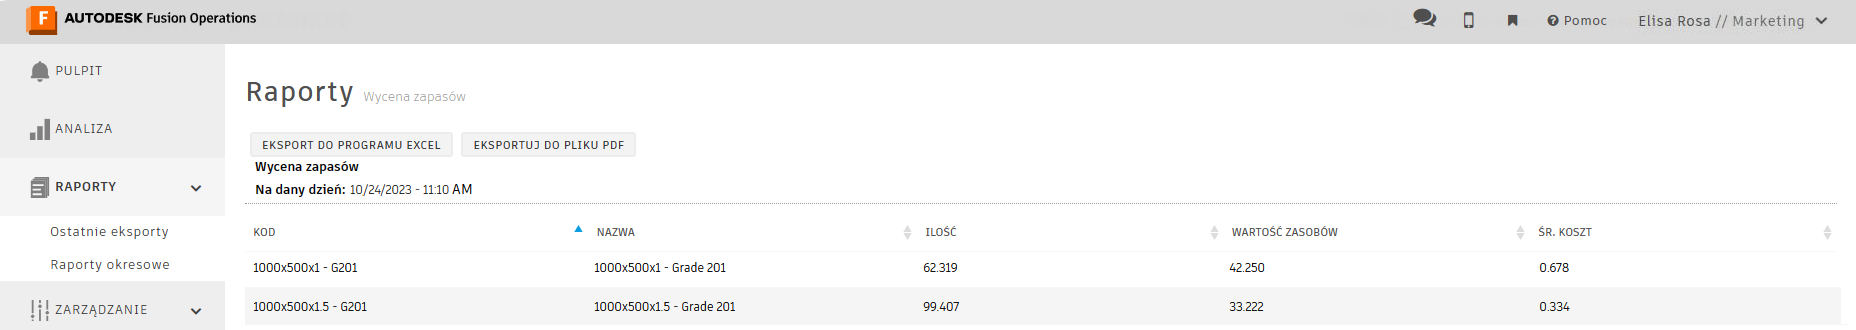 AUTODESK Fusion Operations
Pomoc
Elisa Rosa // Marketing
PULPIT
ANALIZA
RAPORTY
Ostatnie eksporty
Raporty okresowe
ZARZĄDZANIE
Raporty Wycena zapasów
EKSPORT DO PROGRAMU EXCEL EKSPORTUJ DO PLIKU PDF
Wycena zapasów
Na dany dzień: 10/24/2023 - 11:10 AM
KOD NAZWA ILOŚĆ WARTOŚĆ ZASOBÓW ŚR. KOSZT
1000x500x1 - G201 1000x500x1 - Grade 201 62.319 42.250 0.678
1000x500x1.5 - G201 1000x500x1.5 - Grade 201 99.407 33.222 0.334